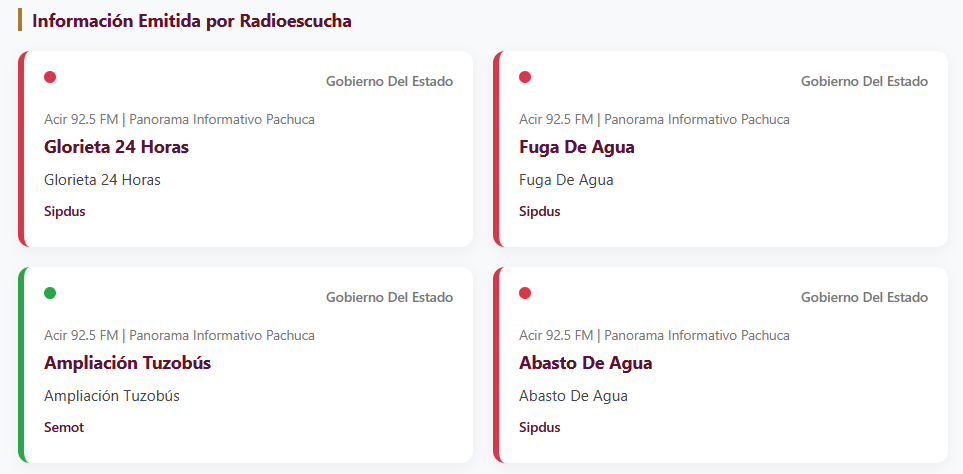 Información Emitida por Radioescucha
Gobierno Del Estado
Acir 92.5 FM | Panorama Informativo Pachuca
Glorieta 24 Horas
Glorieta 24 Horas
Sipdus
Gobierno Del Estado
Acir 92.5 FM | Panorama Informativo Pachuca
Fuga De Agua
Fuga De Agua
Sipdus
Gobierno Del Estado
Acir 92.5 FM | Panorama Informativo Pachuca
Ampliación Tuzobús
Ampliación Tuzobús
Semot
Gobierno Del Estado
Acir 92.5 FM | Panorama Informativo Pachuca
Abasto De Agua
Abasto De Agua
Sipdus